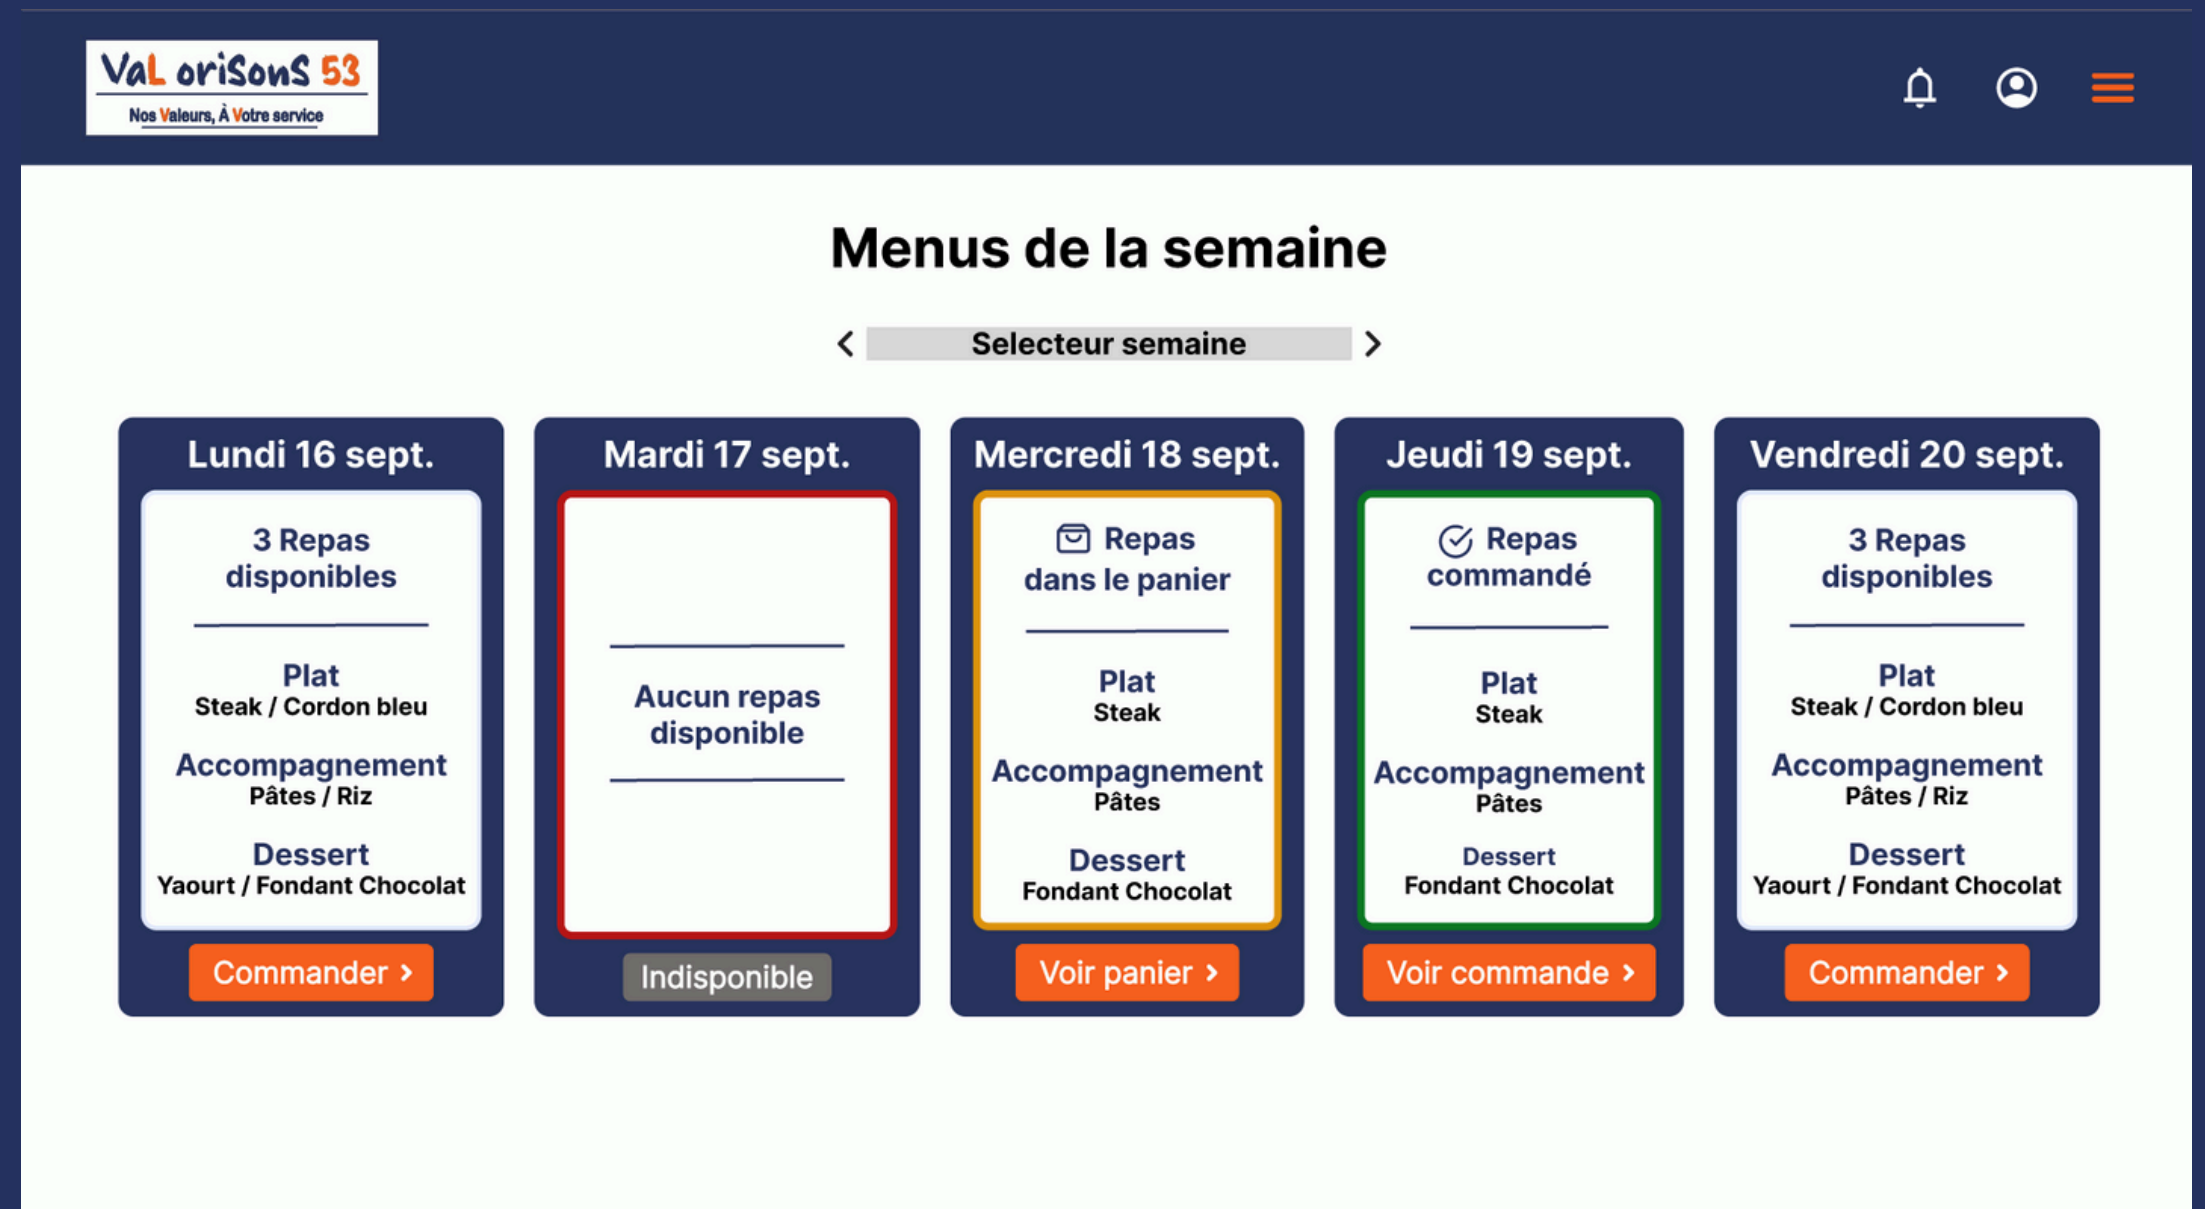 VaL oriSonS 53
Nos Valeurs, À Votre service
Menus de la semaine
Selecteur semaine
Lundi 16 sept.
3 Repas
disponibles
Plat
Steak / Cordon bleu
Accompagnement
Pâtes / Riz
Dessert
Yaourt / Fondant Chocolat
Commander
Mardi 17 sept.
Aucun repas
disponible
Indisponible
Mercredi 18 sept.
Repas
dans le panier
Plat
Steak
Accompagnement
Pâtes
Dessert
Fondant Chocolat
Voir panier
Jeudi 19 sept.
Repas
commandé
Plat
Steak
Accompagnement
Pâtes
Dessert
Fondant Chocolat
Voir commande
Vendredi 20 sept.
3 Repas
disponibles
Plat
Steak / Cordon bleu
Accompagnement
Pâtes / Riz
Dessert
Yaourt / Fondant Chocolat
Commander